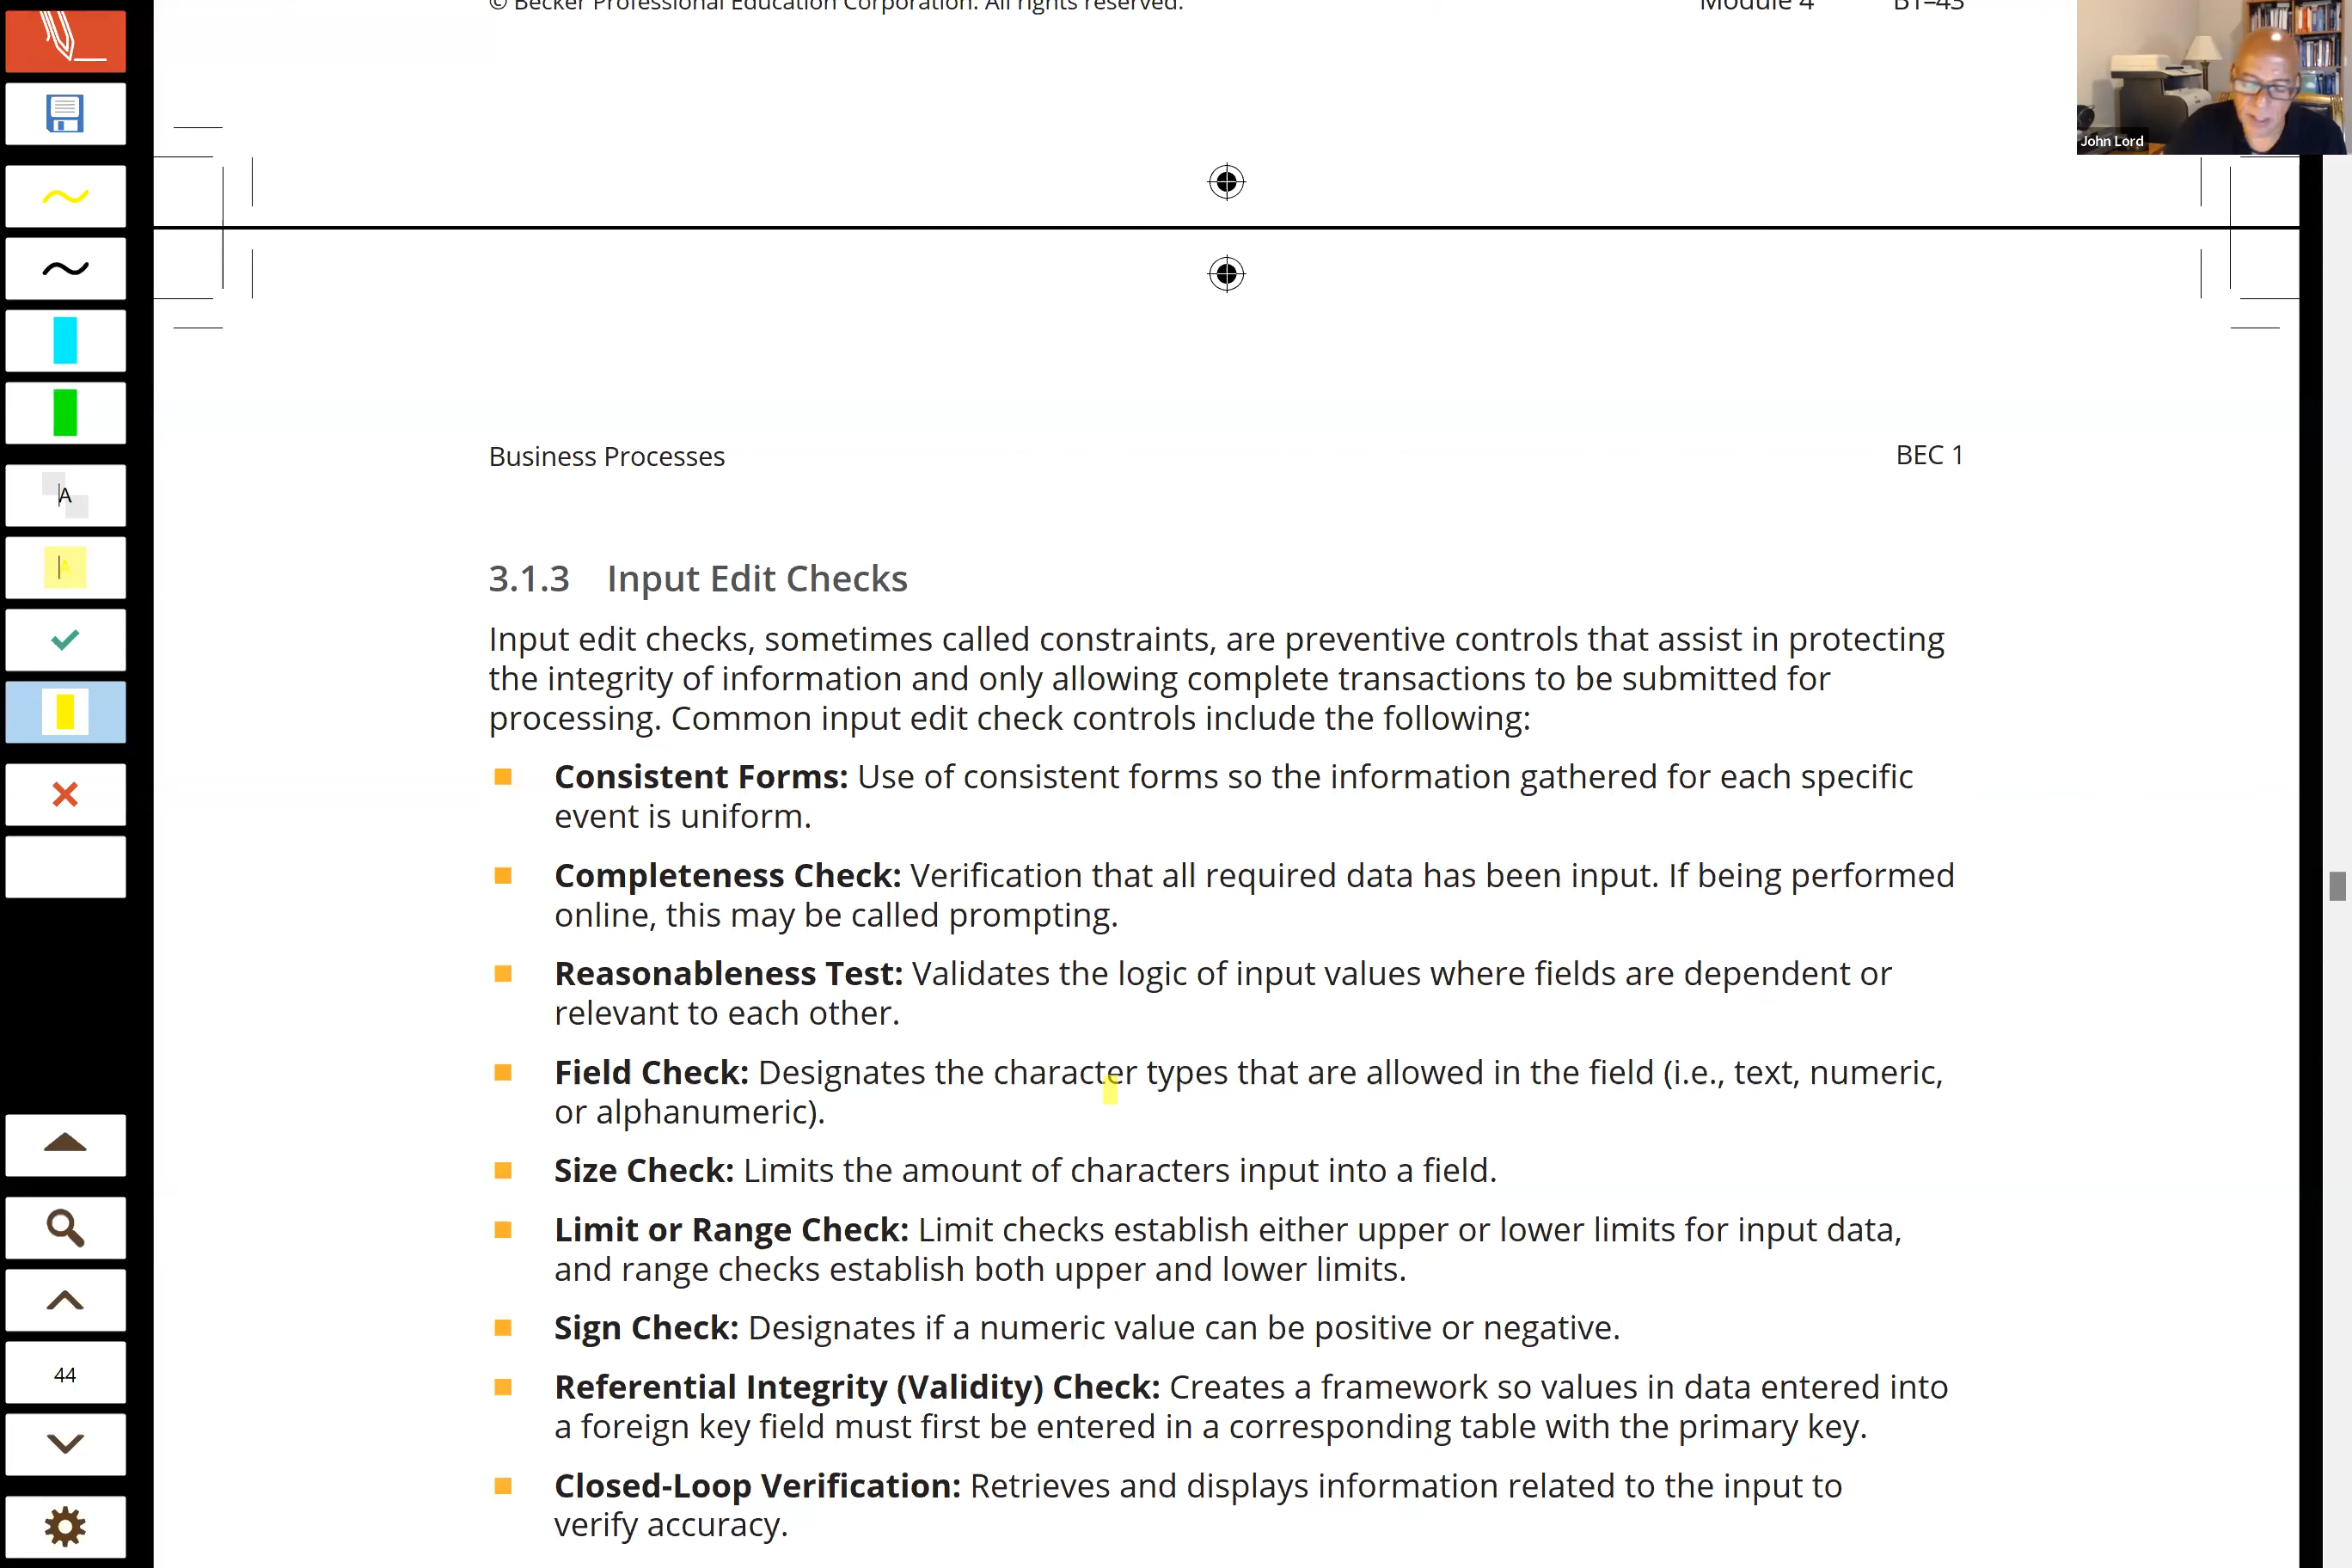 © Becker Professional Education Corporation. All rights reserved.
Module 4
B1–43
John Lord
Business Processes
BEC 1
3.1.3 Input Edit Checks
Input edit checks, sometimes called constraints, are preventive controls that assist in protecting
the integrity of information and only allowing complete transactions to be submitted for
processing. Common input edit check controls include the following:
Consistent Forms: Use of consistent forms so the information gathered for each specific
event is uniform.
Completeness Check: Verification that all required data has been input. If being performed
online, this may be called prompting.
Reasonableness Test: Validates the logic of input values where fields are dependent or
relevant to each other.
Field Check: Designates the character types that are allowed in the field (i.e., text, numeric,
or alphanumeric).
Size Check: Limits the amount of characters input into a field.
Limit or Range Check: Limit checks establish either upper or lower limits for input data,
and range checks establish both upper and lower limits.
Sign Check: Designates if a numeric value can be positive or negative.
Referential Integrity (Validity) Check: Creates a framework so values in data entered into
a foreign key field must first be entered in a corresponding table with the primary key.
Closed-Loop Verification: Retrieves and displays information related to the input to
verify accuracy.
A
A
44